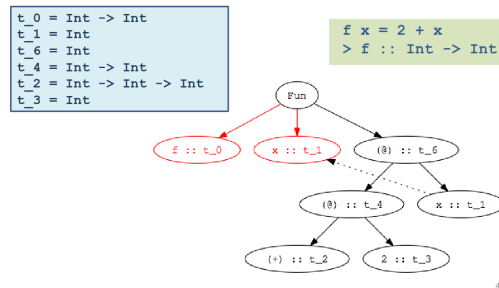 t_0 = Int -> Int
t_1 = Int
t_6 = Int
t_4 = Int -> Int
t_2 = Int -> Int -> Int
t_3 = Int
f x = 2 + x
> f :: Int -> Int
Fun
f :: t_0
x :: t_1
(@) :: t_6
(@) :: t_4
x :: t_1
(+) :: t_2
2 :: t_3